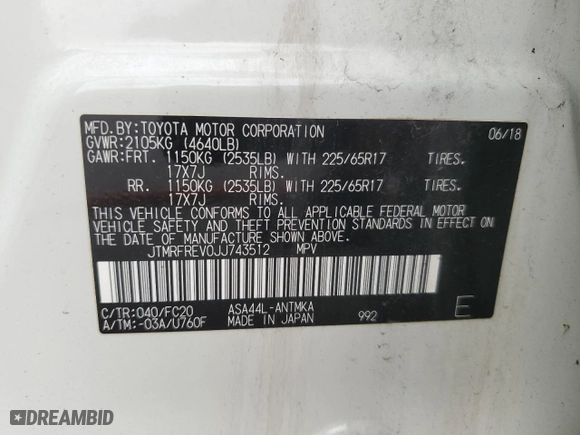 MFD.BY:TOYOTA MOTOR CORPORATION 06/18
GVWR:2105KG (4640LB)
GAWR:FRT. 1150KG (2535LB) WITH 225/65R17 TIRES.
17X7J RIMS.
RR. 1150KG (2535LB) WITH 225/65R17 TIRES.
17X7J RIMS.
THIS VEHICLE CONFORMS TO ALL APPLICABLE FEDERAL MOTOR
VEHICLE SAFETY AND THEFT PREVENTION STANDARDS IN EFFECT ON
THE DATE OF MANUFACTURE SHOWN ABOVE.
JTMRFREV0JJ743512 MPV
C/TR:040/FC20 ASA44L-ANTMKA
A/TM:-03A/U760F MADE IN JAPAN 992 E
DREAMBID